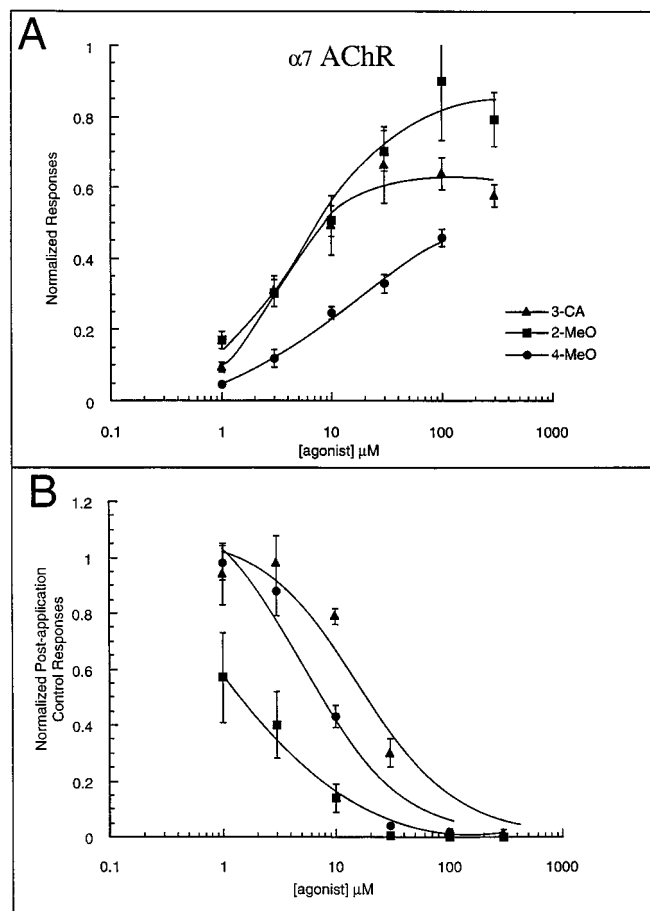 A
α7 AChR
1
0.8
0.6
0.4
0.2
0
Normalized Responses
3-CA
2-MeO
4-MeO
0.1 1 10 100 1000
[agonist] μM
B
1.2
1
0.8
0.6
0.4
0.2
0
Normalized Post-application
Control Responses
0.1 1 10 100 1000
[agonist] μM